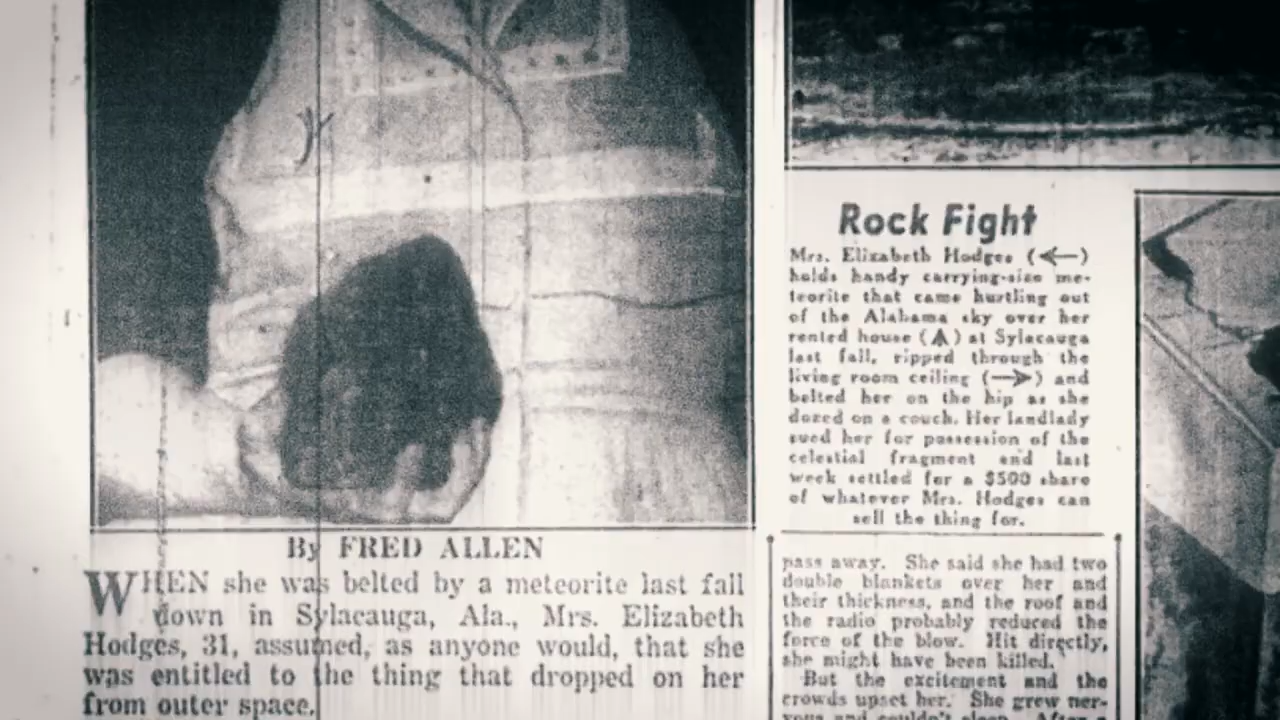 Rock Fight
Mrs. Elizabeth Hodges (←)
holds handy carrying-size me-
teorite that came hurtling out
of the Alabama sky over her
rented house (▲) at Sylacauga
last fall, ripped through the
living room ceiling (→) and
belted her on the hip as she
dozed on a couch. Her landlady
sued her for possession of the
celestial fragment and last
week settled for a $500 share
of whatever Mrs. Hodges can
sell the thing for.
By FRED ALLEN
WHEN she was belted by a meteorite last fall
down in Sylacauga, Ala., Mrs. Elizabeth
Hodges, 31, assumed, as anyone would, that she
was entitled to the thing that dropped on her
from outer space.
pass away. She said she had two
double blankets over her and
their thickness, and the roof and
the radio probably reduced the
force of the blow. Hit directly,
she might have been killed.
But the excitement and the
crowds upset her. She grew ner-
vous and couldn't sleep. After